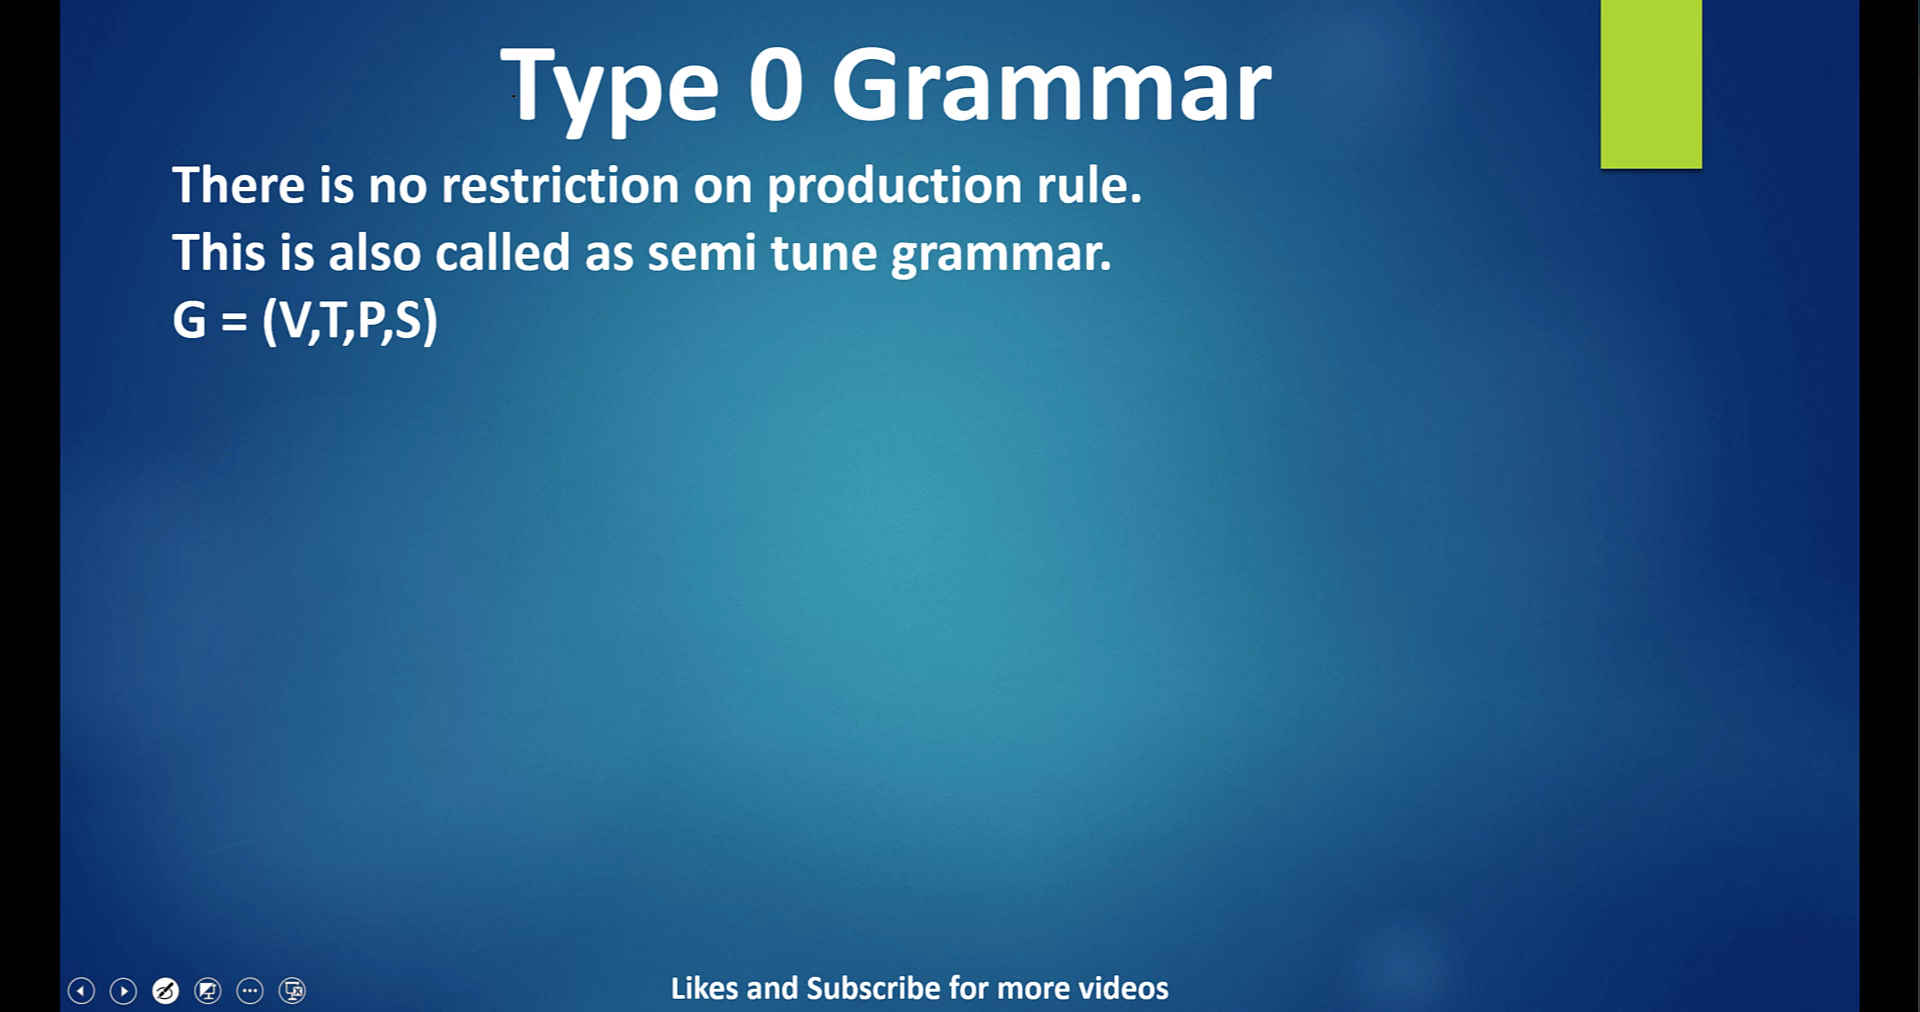 Type 0 Grammar
There is no restriction on production rule.
This is also called as semi tune grammar.
G = (V,T,P,S)
Likes and Subscribe for more videos